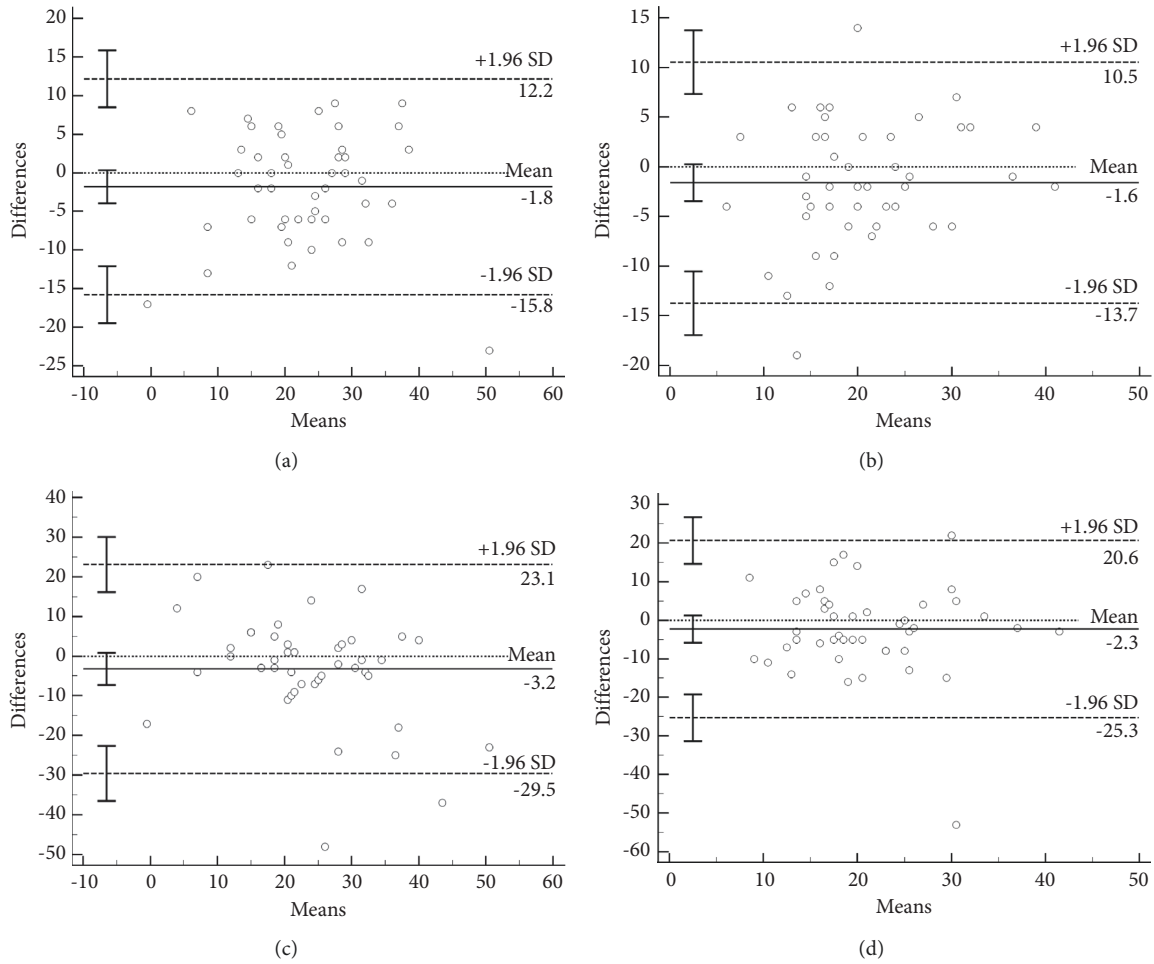 20
15
10
5
0
-5
-10
-15
-20
-25
Differences
+1.96 SD
12.2
Mean
-1.8
-1.96 SD
-15.8
-10 0 10 20 30 40 50 60
Means
(a)
15
10
5
0
-5
-10
-15
-20
Differences
+1.96 SD
10.5
Mean
-1.6
-1.96 SD
-13.7
0 10 20 30 40 50
Means
(b)
40
30
20
10
0
-10
-20
-30
-40
-50
Differences
+1.96 SD
23.1
Mean
-3.2
-1.96 SD
-29.5
-10 0 10 20 30 40 50 60
Means
(c)
30
20
10
0
-10
-20
-30
-40
-50
-60
Differences
+1.96 SD
20.6
Mean
-2.3
-1.96 SD
-25.3
0 10 20 30 40 50
Means
(d)